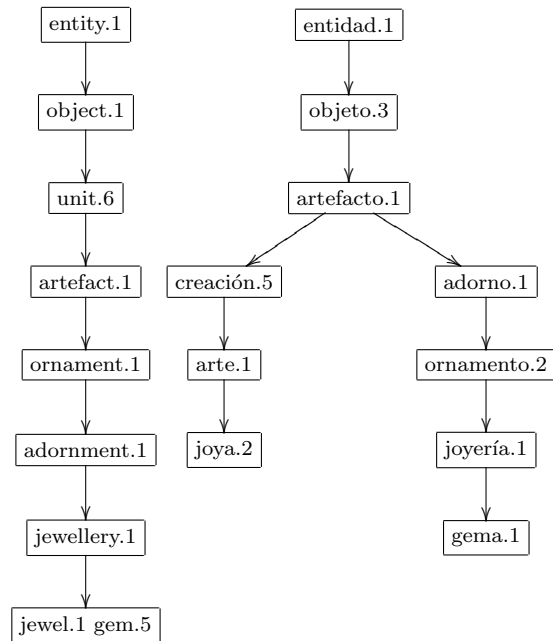 entity.1
object.1
unit.6
artefact.1
ornament.1
adornment.1
jewellery.1
jewel.1 gem.5
entidad.1
objeto.3
artefacto.1
creación.5
arte.1
joya.2
adorno.1
ornamento.2
joyería.1
gema.1